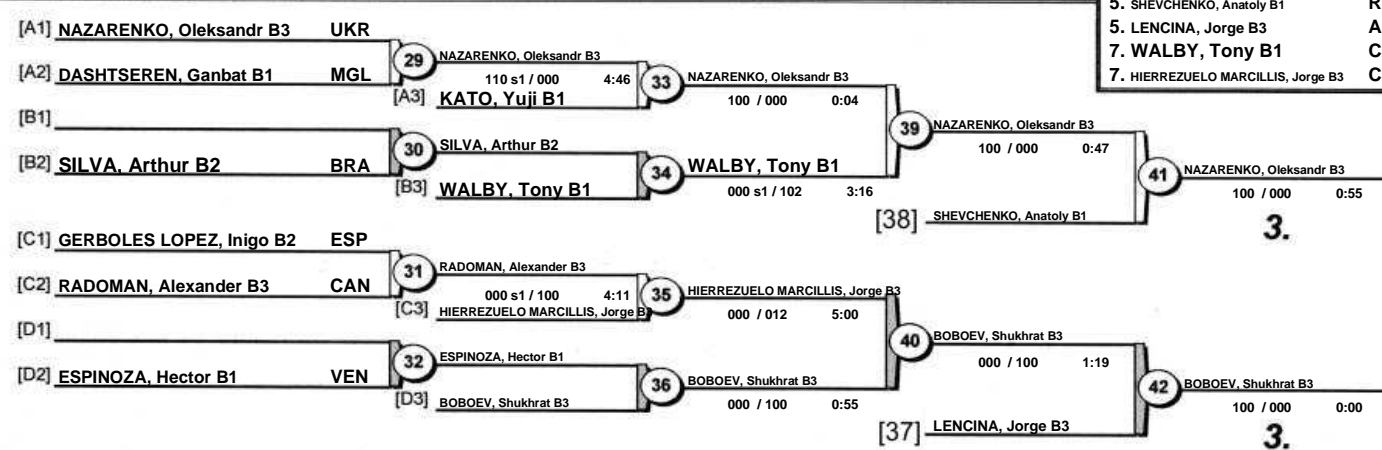 5. SHEVCHENKO, Anatoly B1 R
5. LENCINA, Jorge B3 A
7. WALBY, Tony B1 C
7. HIERREZUELO MARCILLIS, Jorge B3 C
[A1] NAZARENKO, Oleksandr B3 UKR
[A2] DASHTSEREN, Ganbat B1 MGL
29 NAZARENKO, Oleksandr B3
110 s1 / 000 4:46
[A3] KATO, Yuji B1
33 NAZARENKO, Oleksandr B3
100 / 000 0:04
[B1]
[B2] SILVA, Arthur B2 BRA
30 SILVA, Arthur B2
[B3] WALBY, Tony B1
34 WALBY, Tony B1
000 s1 / 102 3:16
39 NAZARENKO, Oleksandr B3
100 / 000 0:47
[38] SHEVCHENKO, Anatoly B1
41 NAZARENKO, Oleksandr B3
100 / 000 0:55
3.
[C1] GERBOLES LOPEZ, Inigo B2 ESP
[C2] RADOMAN, Alexander B3 CAN
31 RADOMAN, Alexander B3
000 s1 / 100 4:11
[C3] HIERREZUELO MARCILLIS, Jorge B
35 HIERREZUELO MARCILLIS, Jorge B3
000 / 012 5:00
[D1]
[D2] ESPINOZA, Hector B1 VEN
32 ESPINOZA, Hector B1
[D3] BOBOEV, Shukhrat B3
36 BOBOEV, Shukhrat B3
000 / 100 0:55
40 BOBOEV, Shukhrat B3
000 / 100 1:19
[37] LENCINA, Jorge B3
42 BOBOEV, Shukhrat B3
100 / 000 0:00
3.